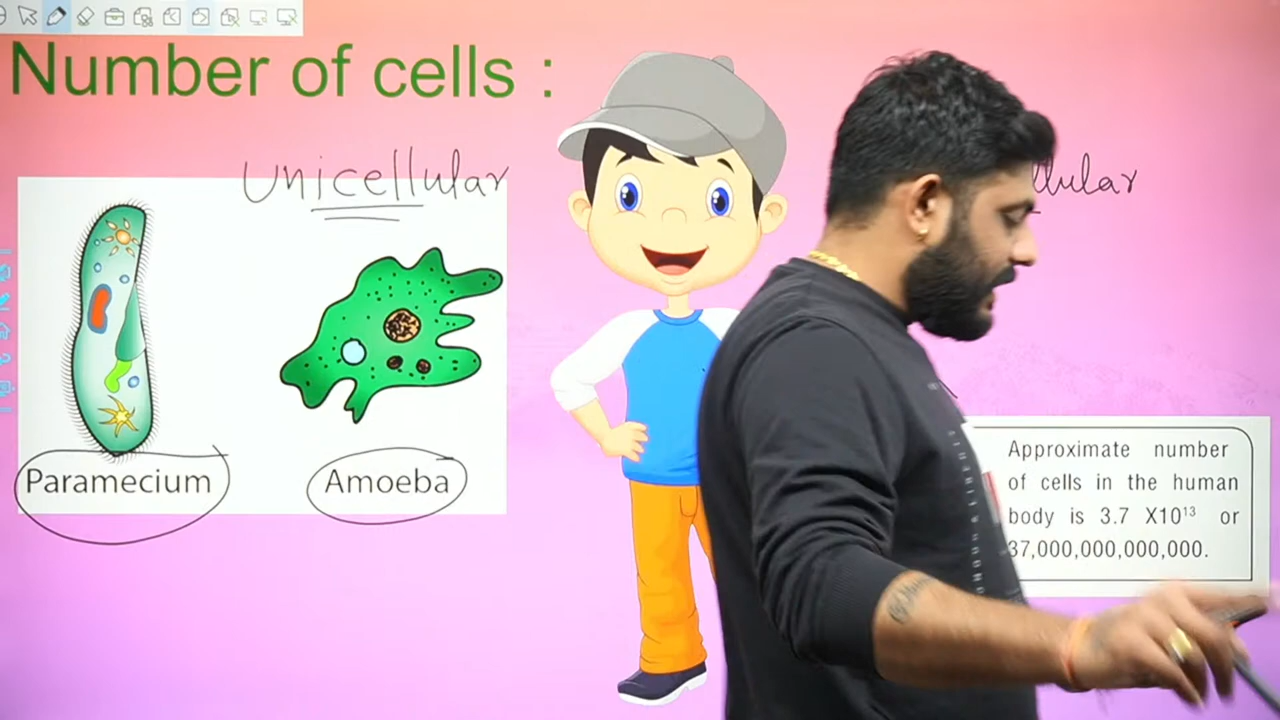 Number of cells :
Unicellular
llular
Paramecium
Amoeba
Approximate number
of cells in the human
body is 3.7 X10¹³ or
37,000,000,000,000.